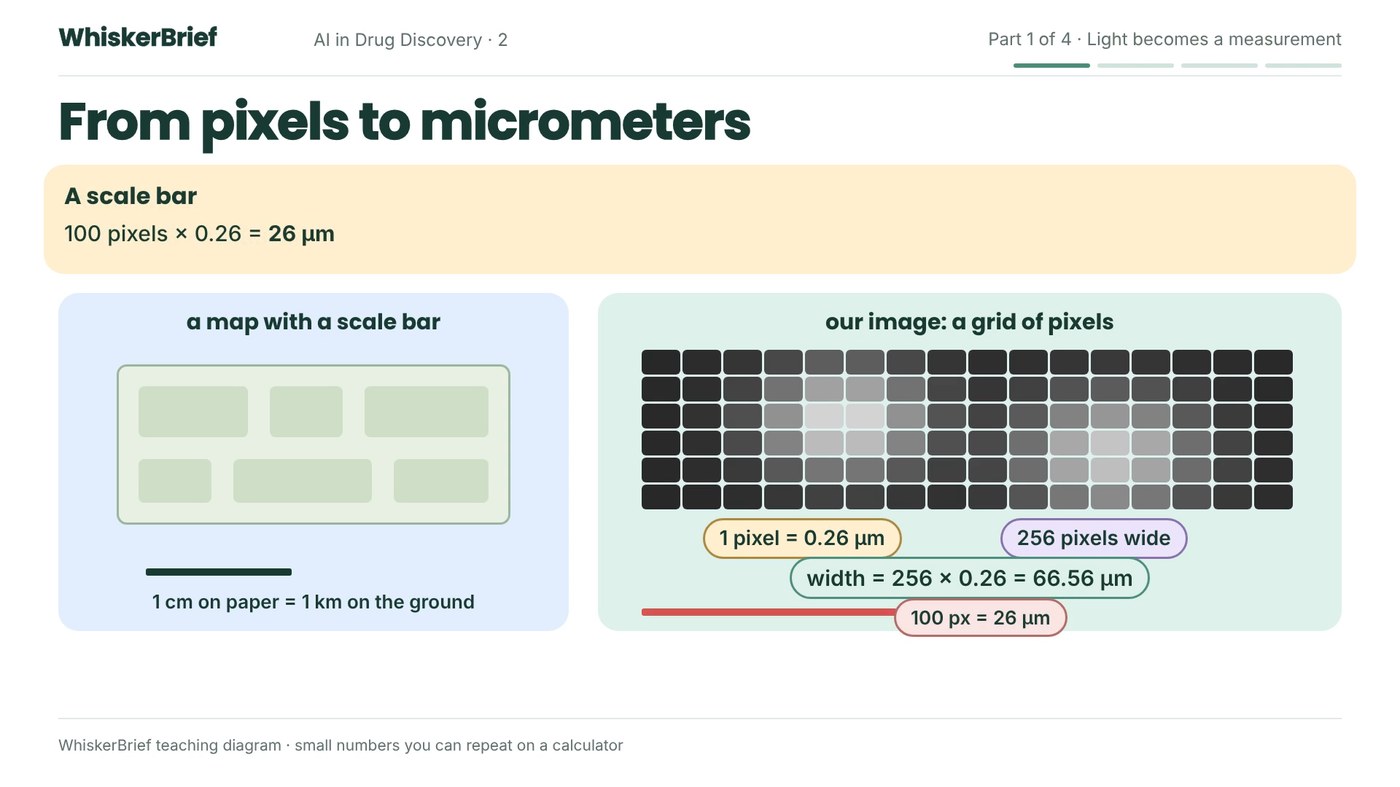 WhiskerBrief
AI in Drug Discovery · 2
Part 1 of 4 · Light becomes a measurement
From pixels to micrometers
A scale bar
100 pixels × 0.26 = 26 µm
a map with a scale bar
1 cm on paper = 1 km on the ground
our image: a grid of pixels
1 pixel = 0.26 µm
256 pixels wide
width = 256 × 0.26 = 66.56 µm
100 px = 26 µm
WhiskerBrief teaching diagram · small numbers you can repeat on a calculator